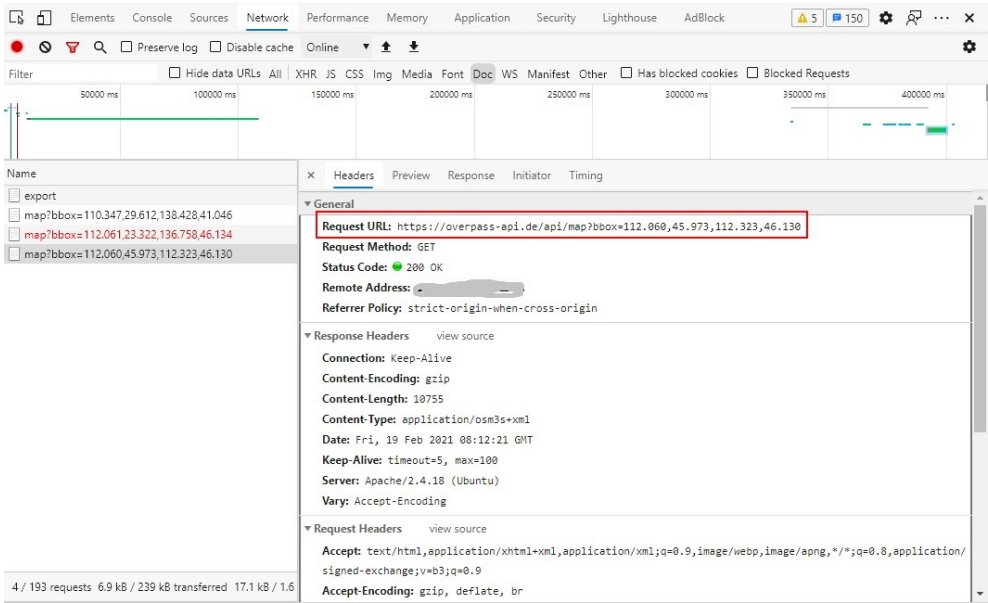 Elements Console Sources Network Performance Memory Application Security Lighthouse AdBlock 5 150
Preserve log Disable cache Online
Filter Hide data URLs All XHR JS CSS Img Media Font Doc WS Manifest Other Has blocked cookies Blocked Requests
50000 ms 100000 ms 150000 ms 200000 ms 250000 ms 300000 ms 350000 ms 400000 ms
Name
export
map?bbox=110.347,29.612,138.428,41.046
map?bbox=112.061,23.322,136.758,46.134
map?bbox=112.060,45.973,112.323,46.130
4 / 193 requests 6.9 kB / 239 kB transferred 17.1 kB / 1.6
Headers Preview Response Initiator Timing
General
Request URL: https://overpass-api.de/api/map?bbox=112.060,45.973,112.323,46.130
Request Method: GET
Status Code: 200 OK
Remote Address:
Referrer Policy: strict-origin-when-cross-origin
Response Headers view source
Connection: Keep-Alive
Content-Encoding: gzip
Content-Length: 10755
Content-Type: application/osm3s+xml
Date: Fri, 19 Feb 2021 08:12:21 GMT
Keep-Alive: timeout=5, max=100
Server: Apache/2.4.18 (Ubuntu)
Vary: Accept-Encoding
Request Headers view source
Accept: text/html,application/xhtml+xml,application/xml;q=0.9,image/webp,image/apng,*/*;q=0.8,application/
signed-exchange;v=b3;q=0.9
Accept-Encoding: gzip, deflate, br